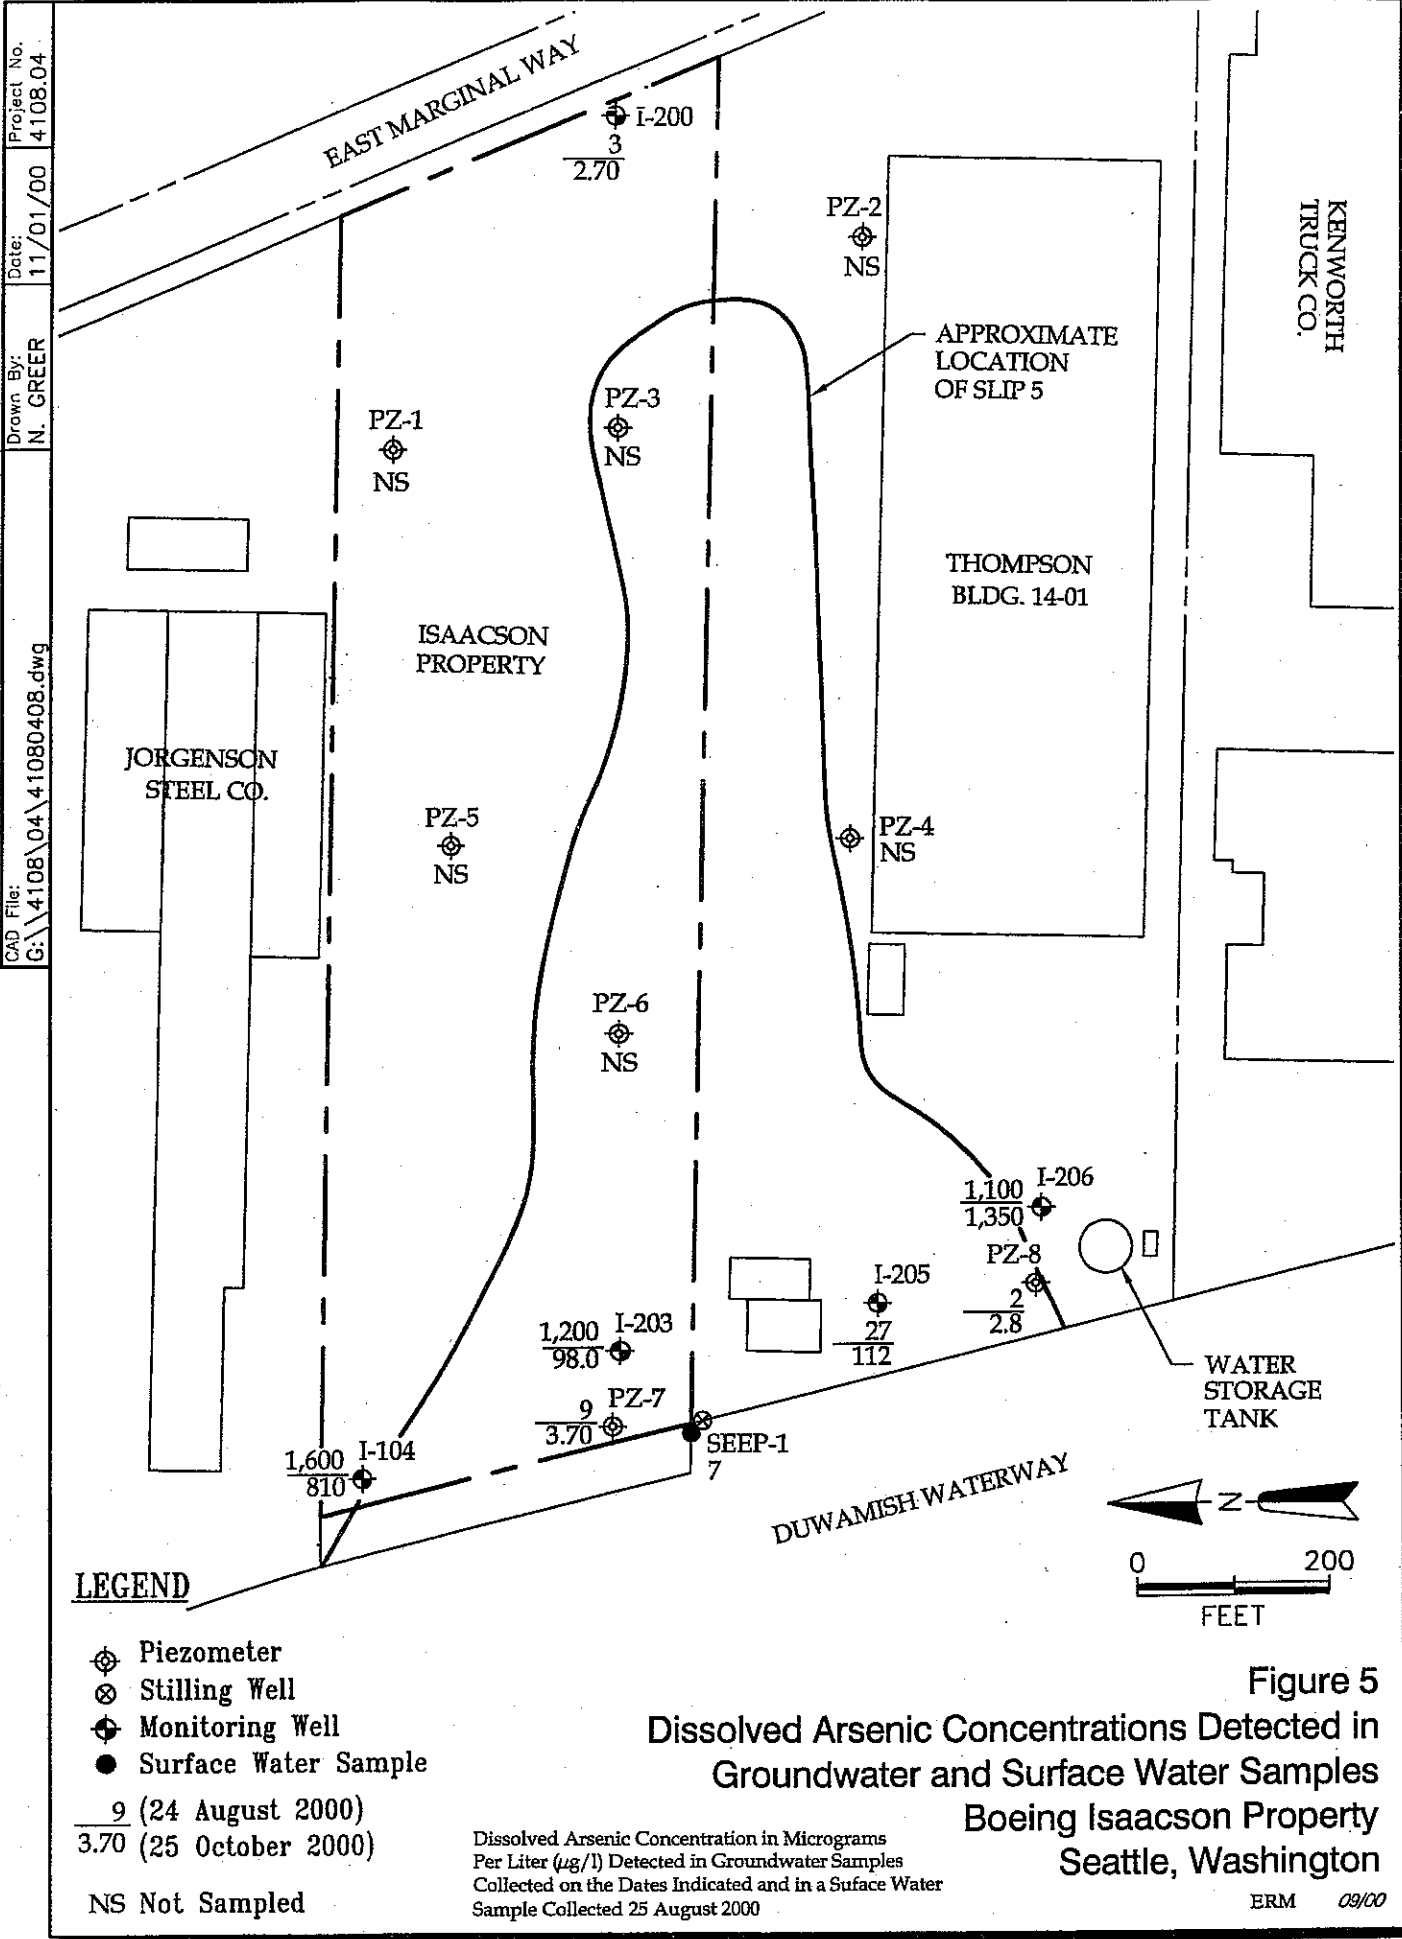 Project No.
4108.04
Date:
11/01/00
Drawn By:
N. GREER
CAD File:
G:\4108\04\41080408.dwg
EAST MARGINAL WAY
I-200
3
2.70
PZ-2
NS
KENWORTH
TRUCK CO.
APPROXIMATE
LOCATION
OF SLIP 5
PZ-1
NS
PZ-3
NS
THOMPSON
BLDG. 14-01
ISAACSON
PROPERTY
JORGENSON
STEEL CO.
PZ-5
NS
PZ-4
NS
PZ-6
NS
1,100
1,350
I-206
PZ-8
2
2.8
I-205
27
112
1,200
98.0
I-203
9
3.70
PZ-7
SEEP-1
7
1,600
810
I-104
WATER
STORAGE
TANK
DUWAMISH WATERWAY
N
0 200
FEET
LEGEND
Piezometer
Stilling Well
Monitoring Well
Surface Water Sample
9 (24 August 2000)
3.70 (25 October 2000)
NS Not Sampled
Dissolved Arsenic Concentration in Micrograms
Per Liter (µg/l) Detected in Groundwater Samples
Collected on the Dates Indicated and in a Suface Water
Sample Collected 25 August 2000
Figure 5
Dissolved Arsenic Concentrations Detected in
Groundwater and Surface Water Samples
Boeing Isaacson Property
Seattle, Washington
ERM 09/00